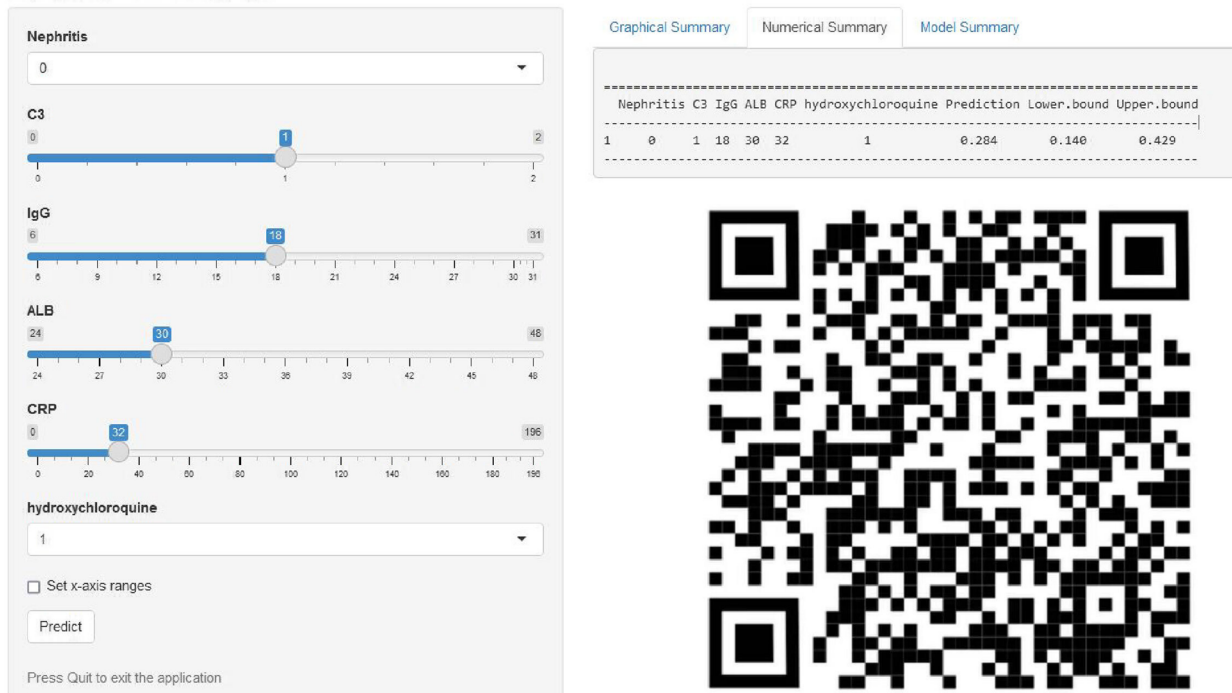 Nephritis
0
C3
0 1 2
0 1 2
IgG
6 18 31
6 9 12 15 18 21 24 27 30 31
ALB
24 30 48
24 27 30 33 36 39 42 45 48
CRP
0 32 196
0 20 40 60 80 100 120 140 160 180 196
hydroxychloroquine
1
Set x-axis ranges
Predict
Press Quit to exit the application
Graphical Summary Numerical Summary Model Summary
=================================================================================
Nephritis C3 IgG ALB CRP hydroxychloroquine Prediction Lower.bound Upper.bound
---------------------------------------------------------------------------------
1 0 1 18 30 32 1 0.284 0.140 0.429
---------------------------------------------------------------------------------